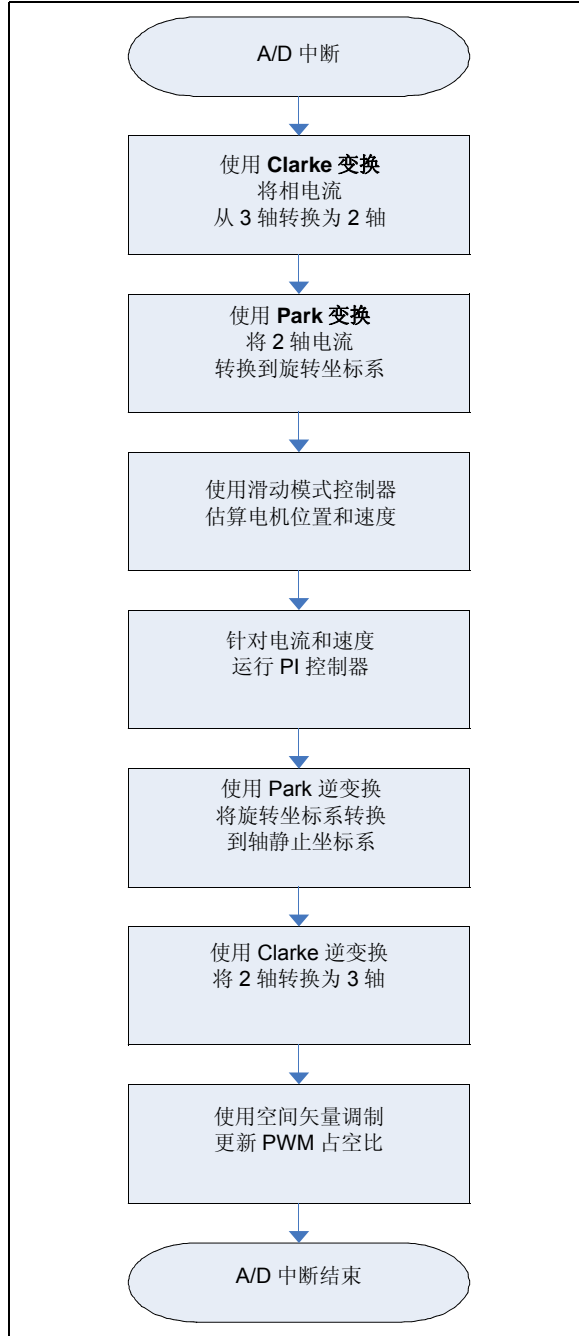 A/D 中断
使用 Clarke 变换
将相电流
从 3 轴转换为 2 轴
使用 Park 变换
将 2 轴电流
转换到旋转坐标系
使用滑动模式控制器
估算电机位置和速度
针对电流和速度
运行 PI 控制器
使用 Park 逆变换
将旋转坐标系转换
到轴静止坐标系
使用 Clarke 逆变换
将 2 轴转换为 3 轴
使用空间矢量调制
更新 PWM 占空比
A/D 中断结束